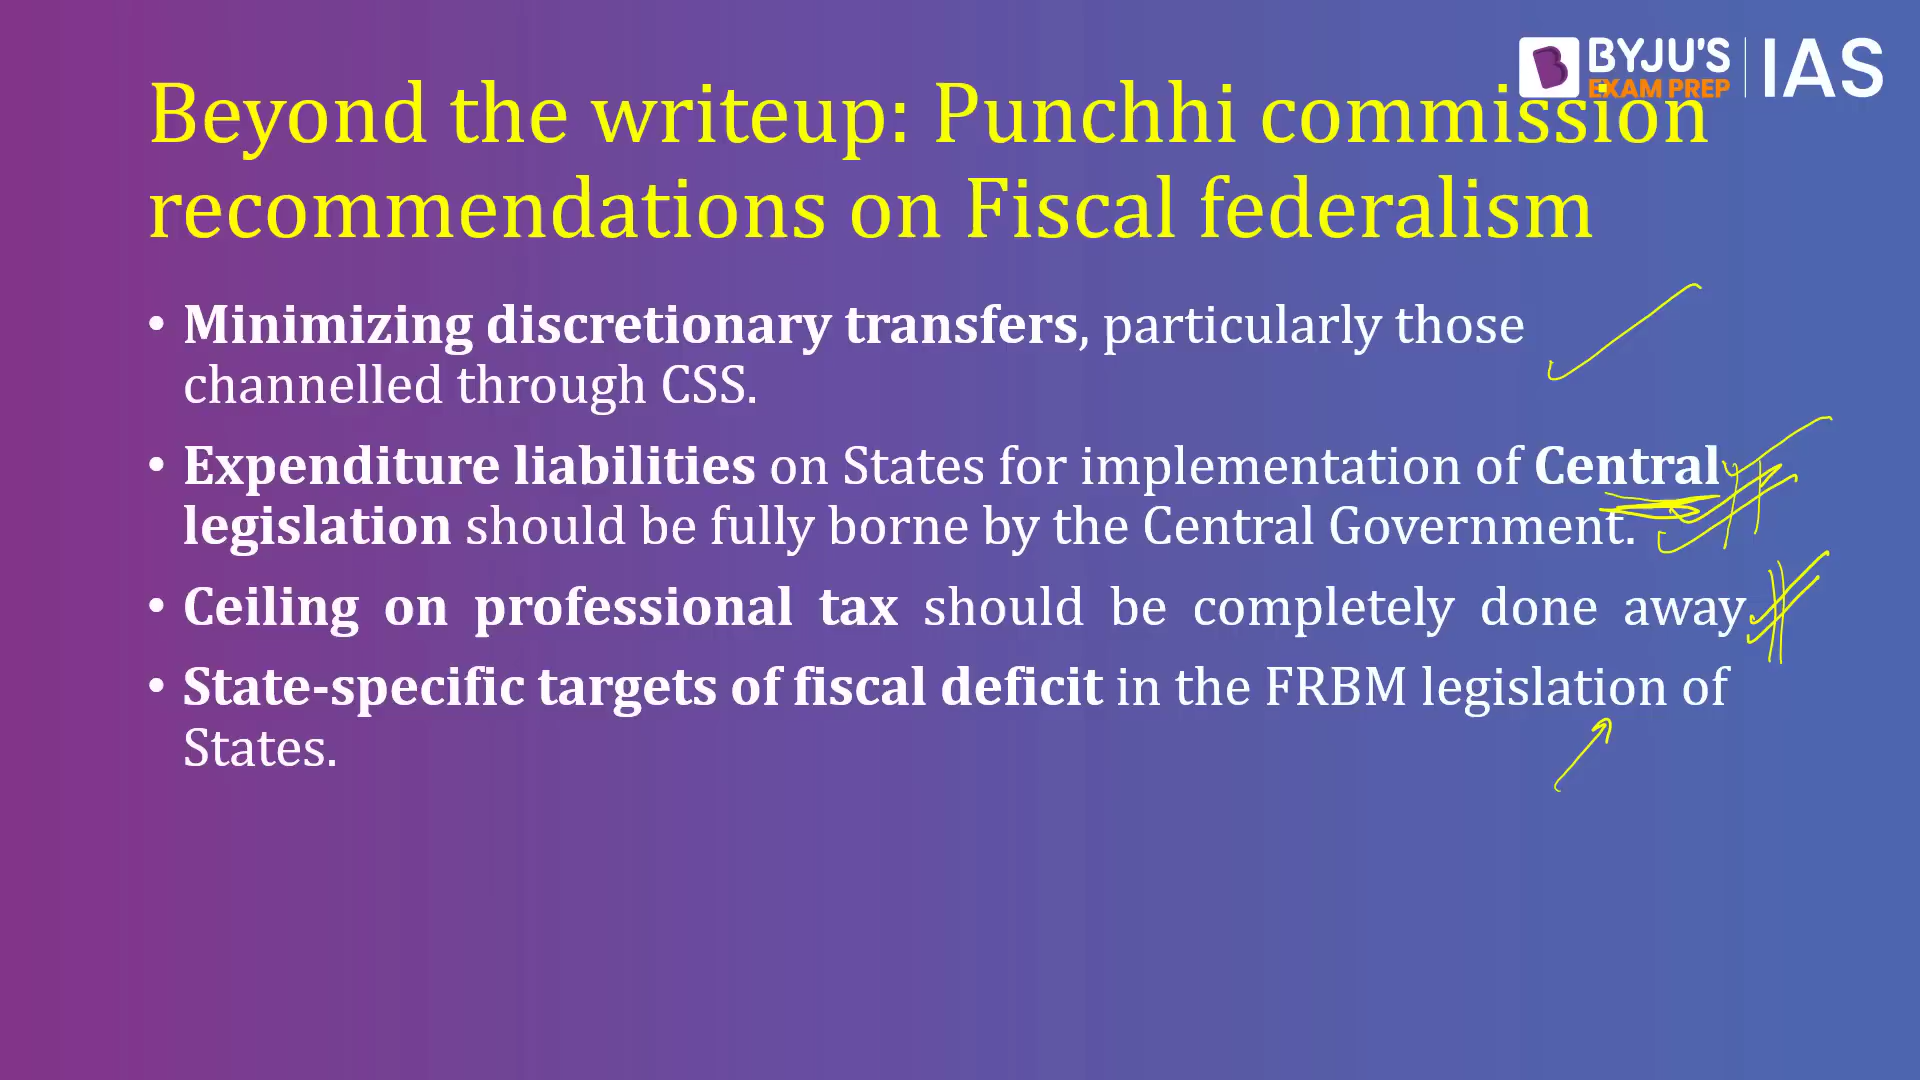 BYJU'S
EXAM PREP
IAS
Beyond the writeup: Punchhi commission
recommendations on Fiscal federalism
• Minimizing discretionary transfers, particularly those
channelled through CSS.
• Expenditure liabilities on States for implementation of Central
legislation should be fully borne by the Central Government.
• Ceiling on professional tax should be completely done away
• State-specific targets of fiscal deficit in the FRBM legislation of
States.